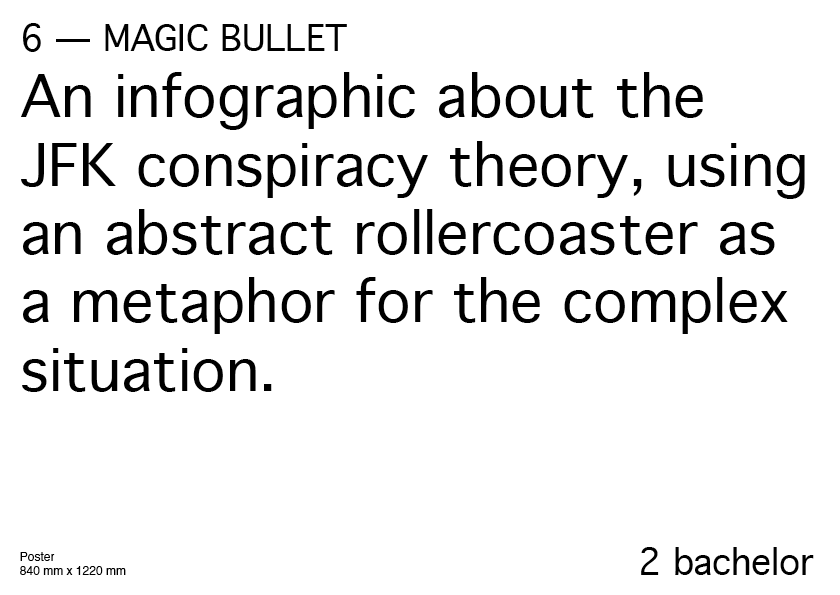 6 — MAGIC BULLET
An infographic about the
JFK conspiracy theory, using
an abstract rollercoaster as
a metaphor for the complex
situation.
Poster
840 mm x 1220 mm
2 bachelor